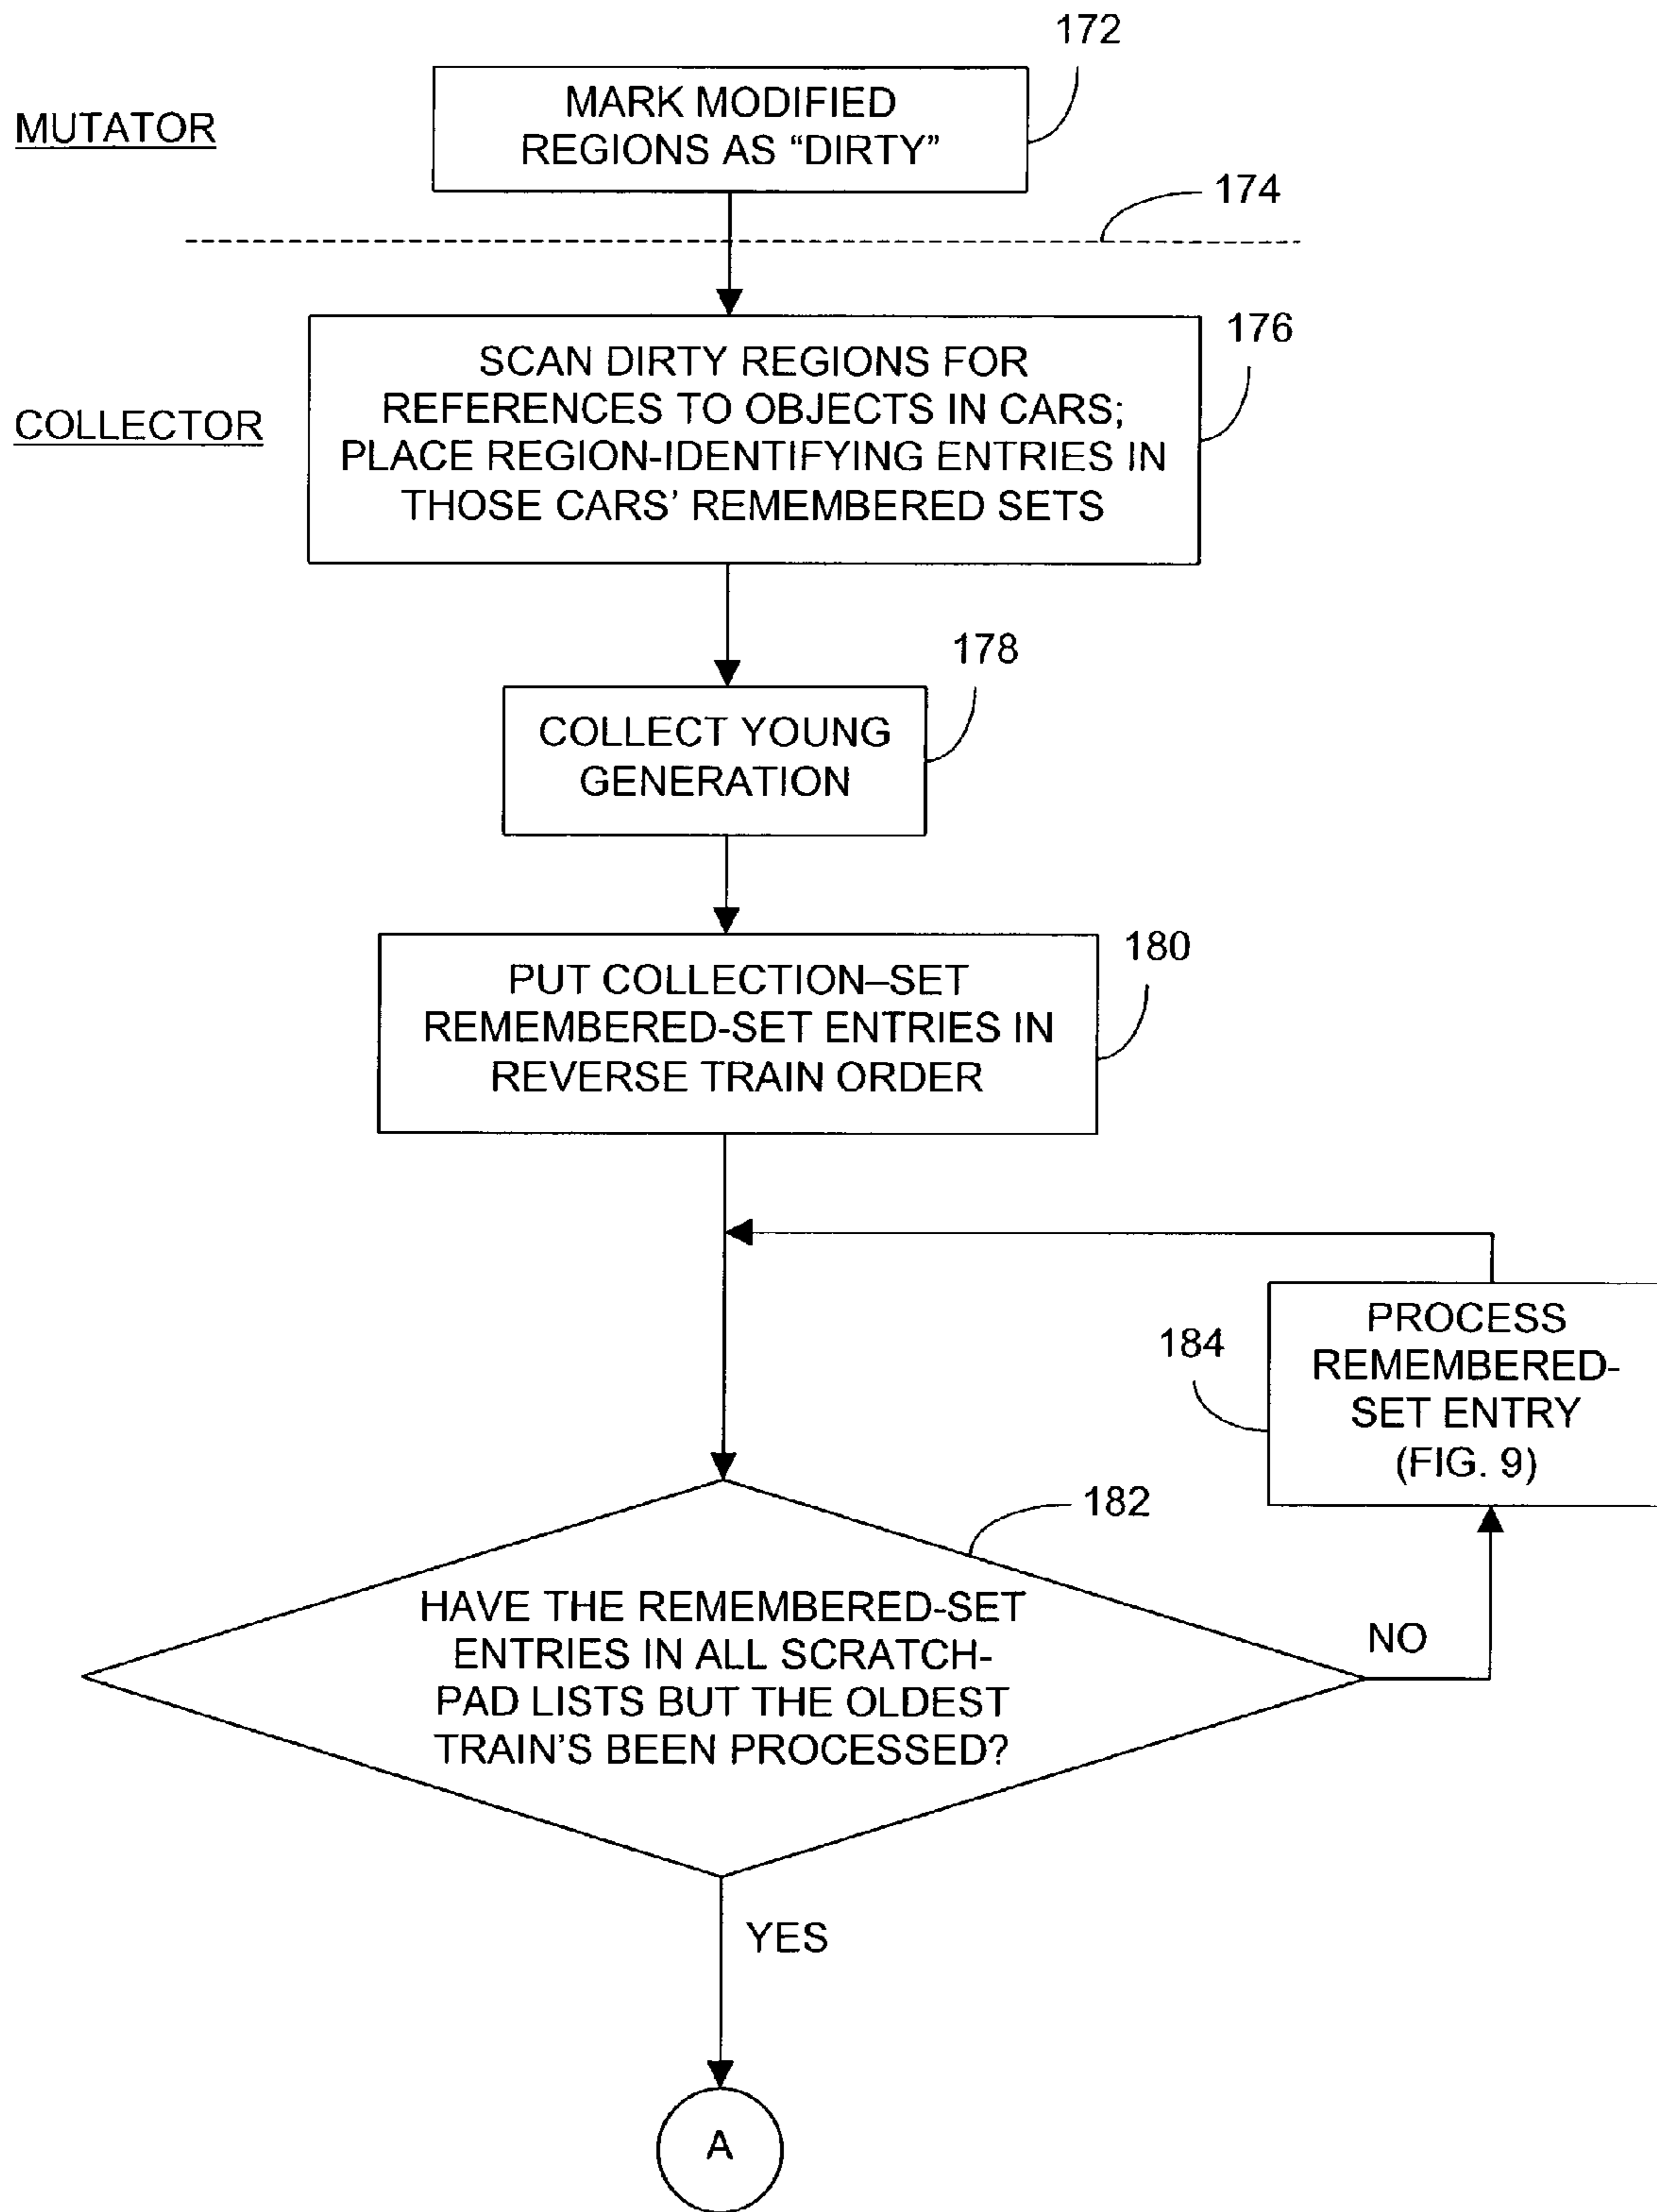 172
MARK MODIFIED
REGIONS AS “DIRTY”
MUTATOR
174
176
SCAN DIRTY REGIONS FOR
REFERENCES TO OBJECTS IN CARS;
PLACE REGION-IDENTIFYING ENTRIES IN
THOSE CARS’ REMEMBERED SETS
COLLECTOR
178
COLLECT YOUNG
GENERATION
180
PUT COLLECTION–SET
REMEMBERED-SET ENTRIES IN
REVERSE TRAIN ORDER
184
PROCESS
REMEMBERED-
SET ENTRY
(FIG. 9)
182
HAVE THE REMEMBERED-SET
ENTRIES IN ALL SCRATCH-
PAD LISTS BUT THE OLDEST
TRAIN’S BEEN PROCESSED?
NO
YES
A